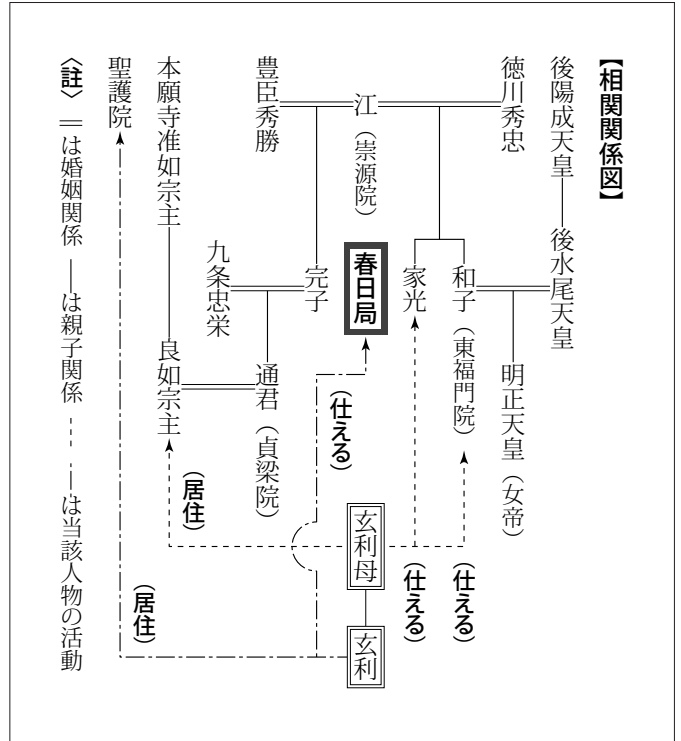 【相関関係図】
後陽成天皇
後水尾天皇
明正天皇（女帝）
徳川秀忠
和子（東福門院）
(仕える)
家光
(仕える)
江（崇源院）
春日局
(仕える)
玄利母
玄利
豊臣秀勝
完子
通君（貞梁院）
九条忠栄
本願寺准如宗主
良如宗主
(居住)
聖護院
(居住)
〈註〉＝は婚姻関係　―は親子関係　- - -　-―は当該人物の活動